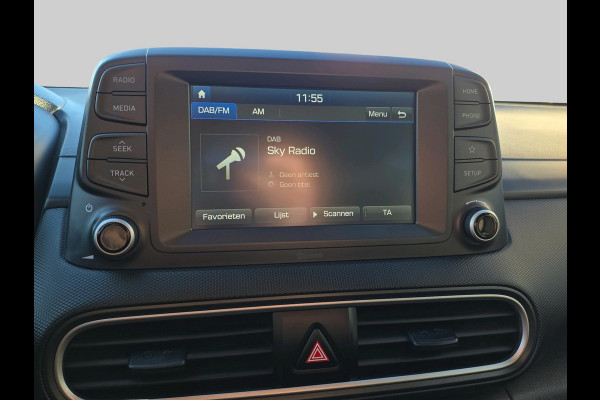 RADIO
MEDIA
SEEK
TRACK
11:55
DAB/FM AM Menu
DAB
Sky Radio
Geen artiest
Geen titel
Favorieten Lijst Scannen TA
HOME
PHONE
SETUP